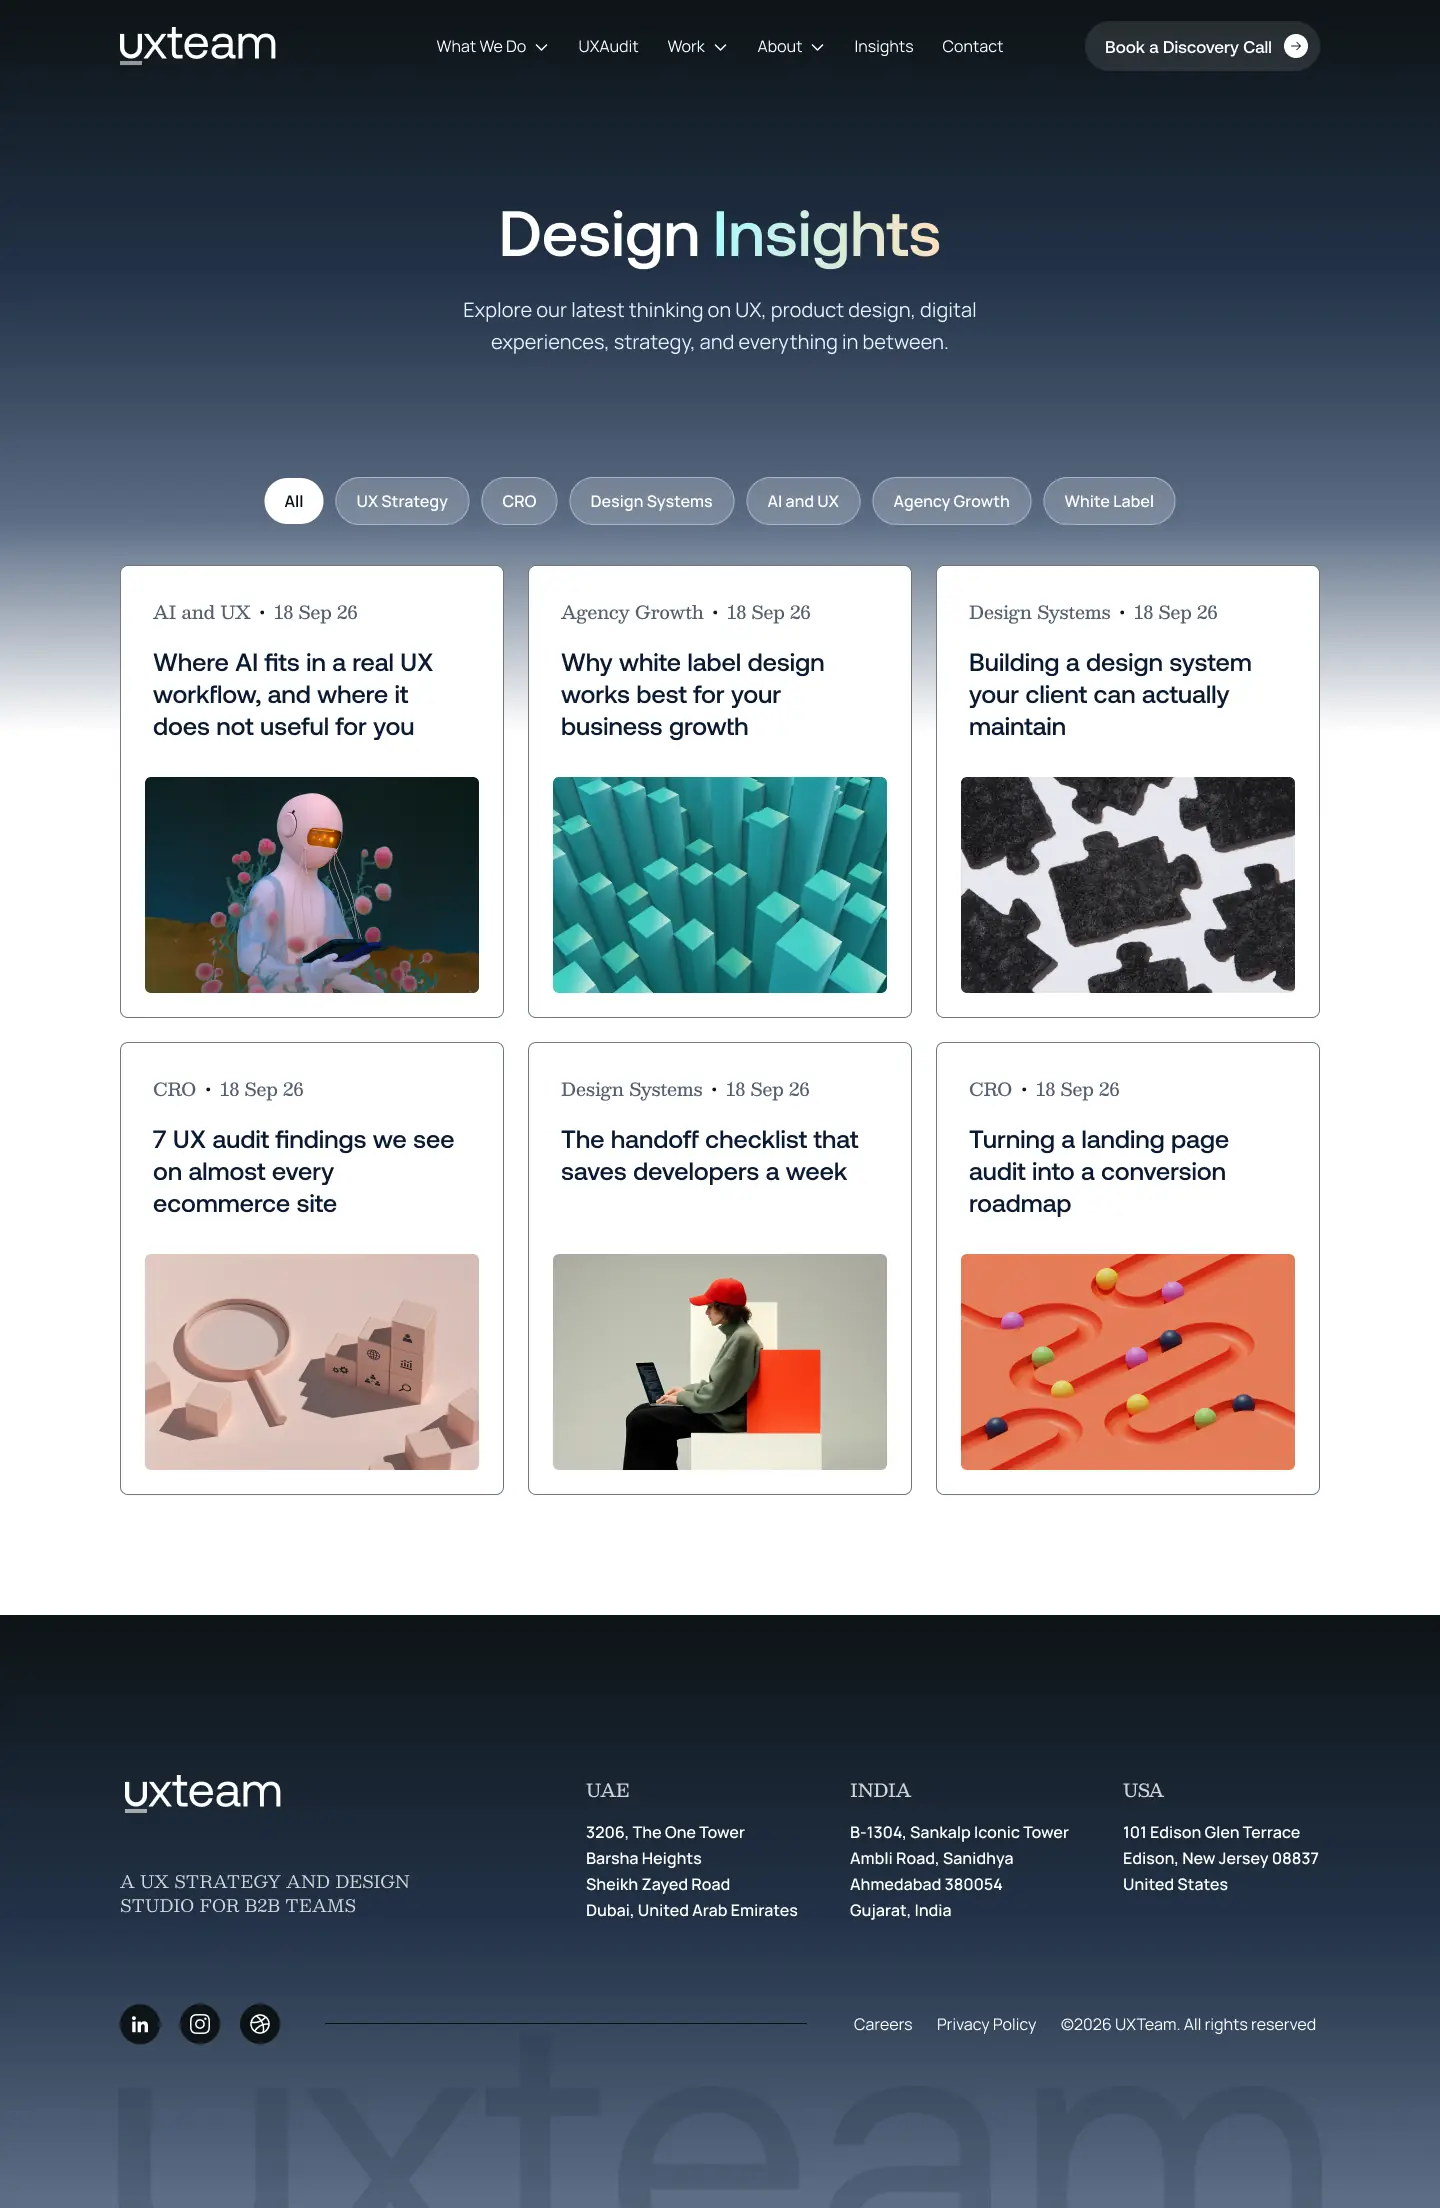 uxteam
What We Do
UXAudit
Work
About
Insights
Contact
Book a Discovery Call
Design Insights
Explore our latest thinking on UX, product design, digital
experiences, strategy, and everything in between.
All
UX Strategy
CRO
Design Systems
AI and UX
Agency Growth
White Label
AI and UX • 18 Sep 26
Where AI fits in a real UX
workflow, and where it
does not useful for you
Agency Growth • 18 Sep 26
Why white label design
works best for your
business growth
Design Systems • 18 Sep 26
Building a design system
your client can actually
maintain
CRO • 18 Sep 26
7 UX audit findings we see
on almost every
ecommerce site
Design Systems • 18 Sep 26
The handoff checklist that
saves developers a week
CRO • 18 Sep 26
Turning a landing page
audit into a conversion
roadmap
uxteam
A UX STRATEGY AND DESIGN
STUDIO FOR B2B TEAMS
UAE
3206, The One Tower
Barsha Heights
Sheikh Zayed Road
Dubai, United Arab Emirates
INDIA
B-1304, Sankalp Iconic Tower
Ambli Road, Sanidhya
Ahmedabad 380054
Gujarat, India
USA
101 Edison Glen Terrace
Edison, New Jersey 08837
United States
in
Careers
Privacy Policy
©2026 UXTeam. All rights reserved
uxteam